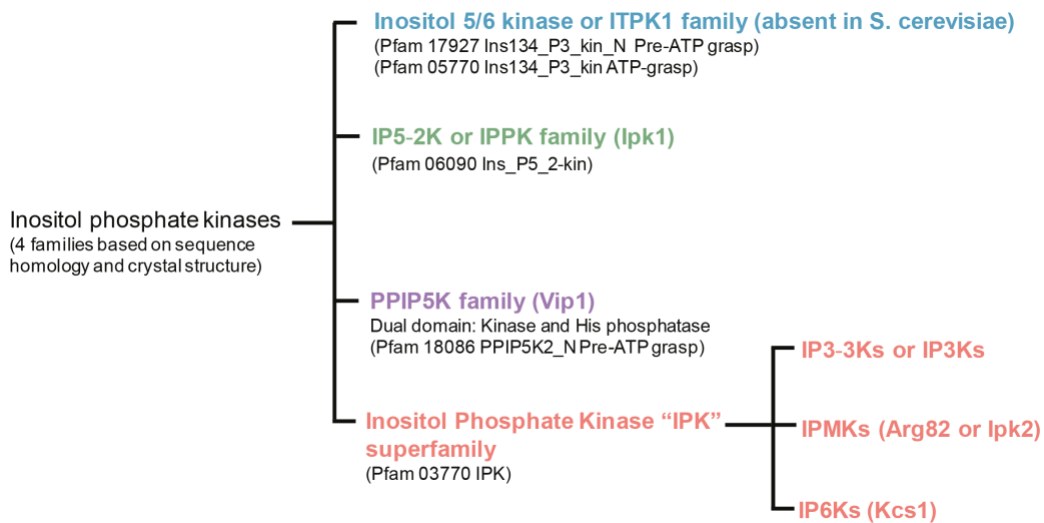 Inositol 5/6 kinase or ITPK1 family (absent in S. cerevisiae)
(Pfam 17927 Ins134_P3_kin_N Pre-ATP grasp)
(Pfam 05770 Ins134_P3_kin ATP-grasp)
IP5-2K or IPPK family (Ipk1)
(Pfam 06090 Ins_P5_2-kin)
Inositol phosphate kinases
(4 families based on sequence
homology and crystal structure)
PPIP5K family (Vip1)
Dual domain: Kinase and His phosphatase
(Pfam 18086 PPIP5K2_N Pre-ATP grasp)
Inositol Phosphate Kinase “IPK”
superfamily
(Pfam 03770 IPK)
IP3-3Ks or IP3Ks
IPMKs (Arg82 or Ipk2)
IP6Ks (Kcs1)